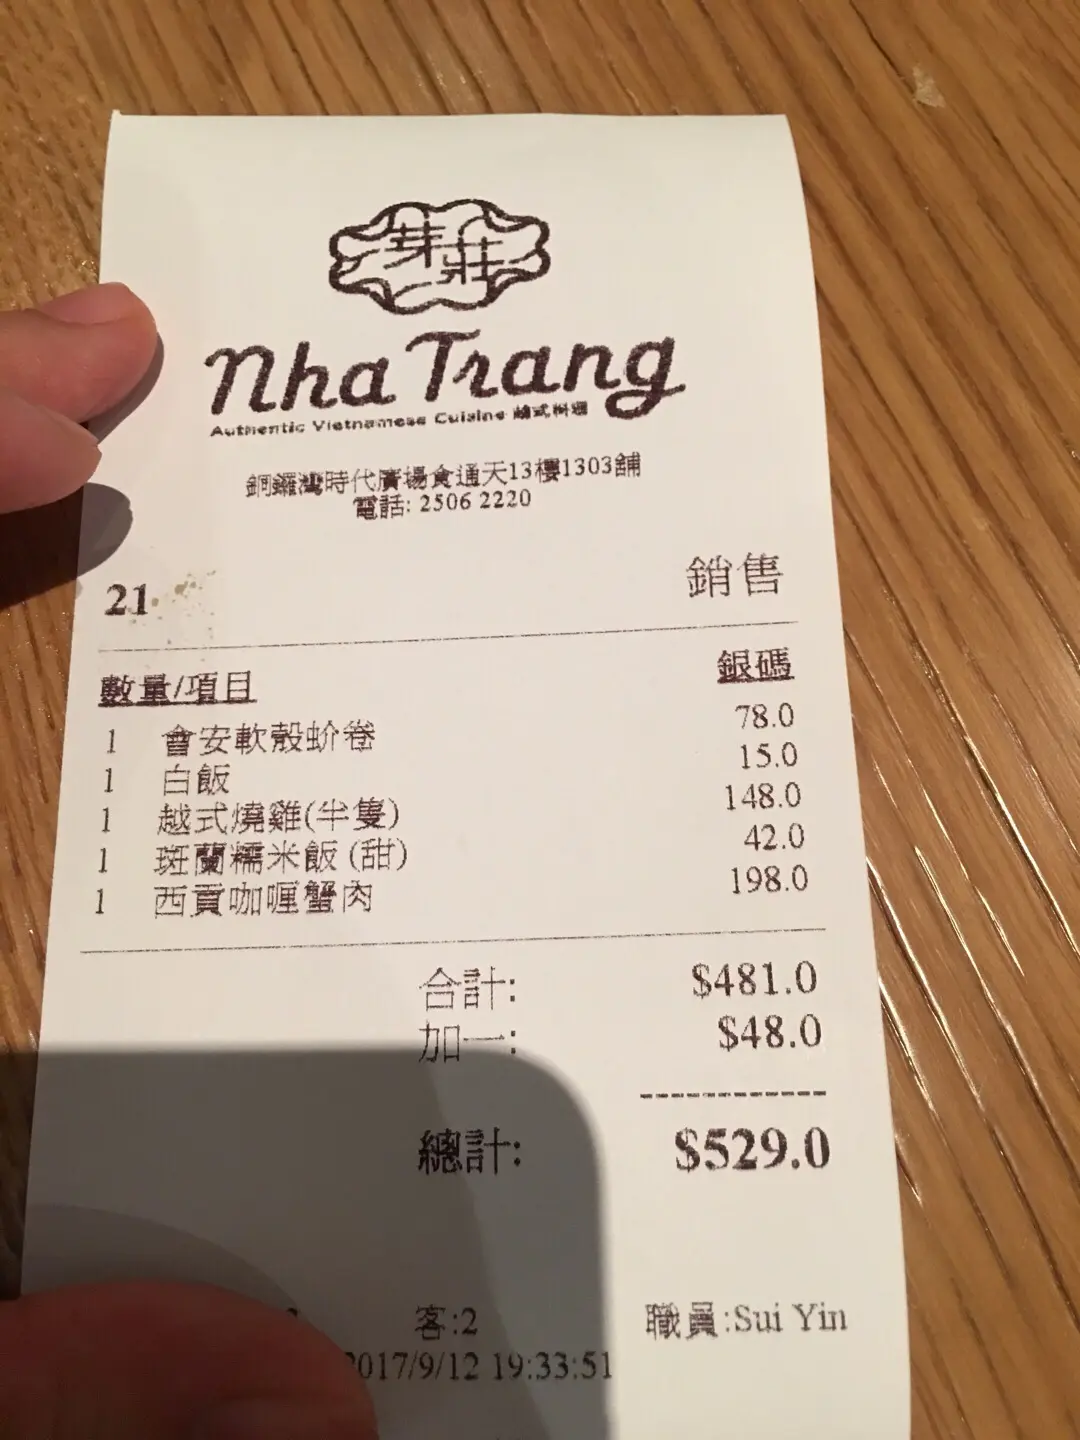 芽莊
Nha Trang
Authentic Vietnamese Cuisine 越式料理
銅鑼灣時代廣場食通天13樓1303舖
電話: 2506 2220
21 銷售
數量/項目 銀碼
1 會安軟殼蚧卷 78.0
1 白飯 15.0
1 越式燒雞(半隻) 148.0
1 斑蘭糯米飯 (甜) 42.0
1 西貢咖喱蟹肉 198.0
合計: $481.0
加一: $48.0
總計: $529.0
客:2 職員:Sui Yin
2017/9/12 19:33:51